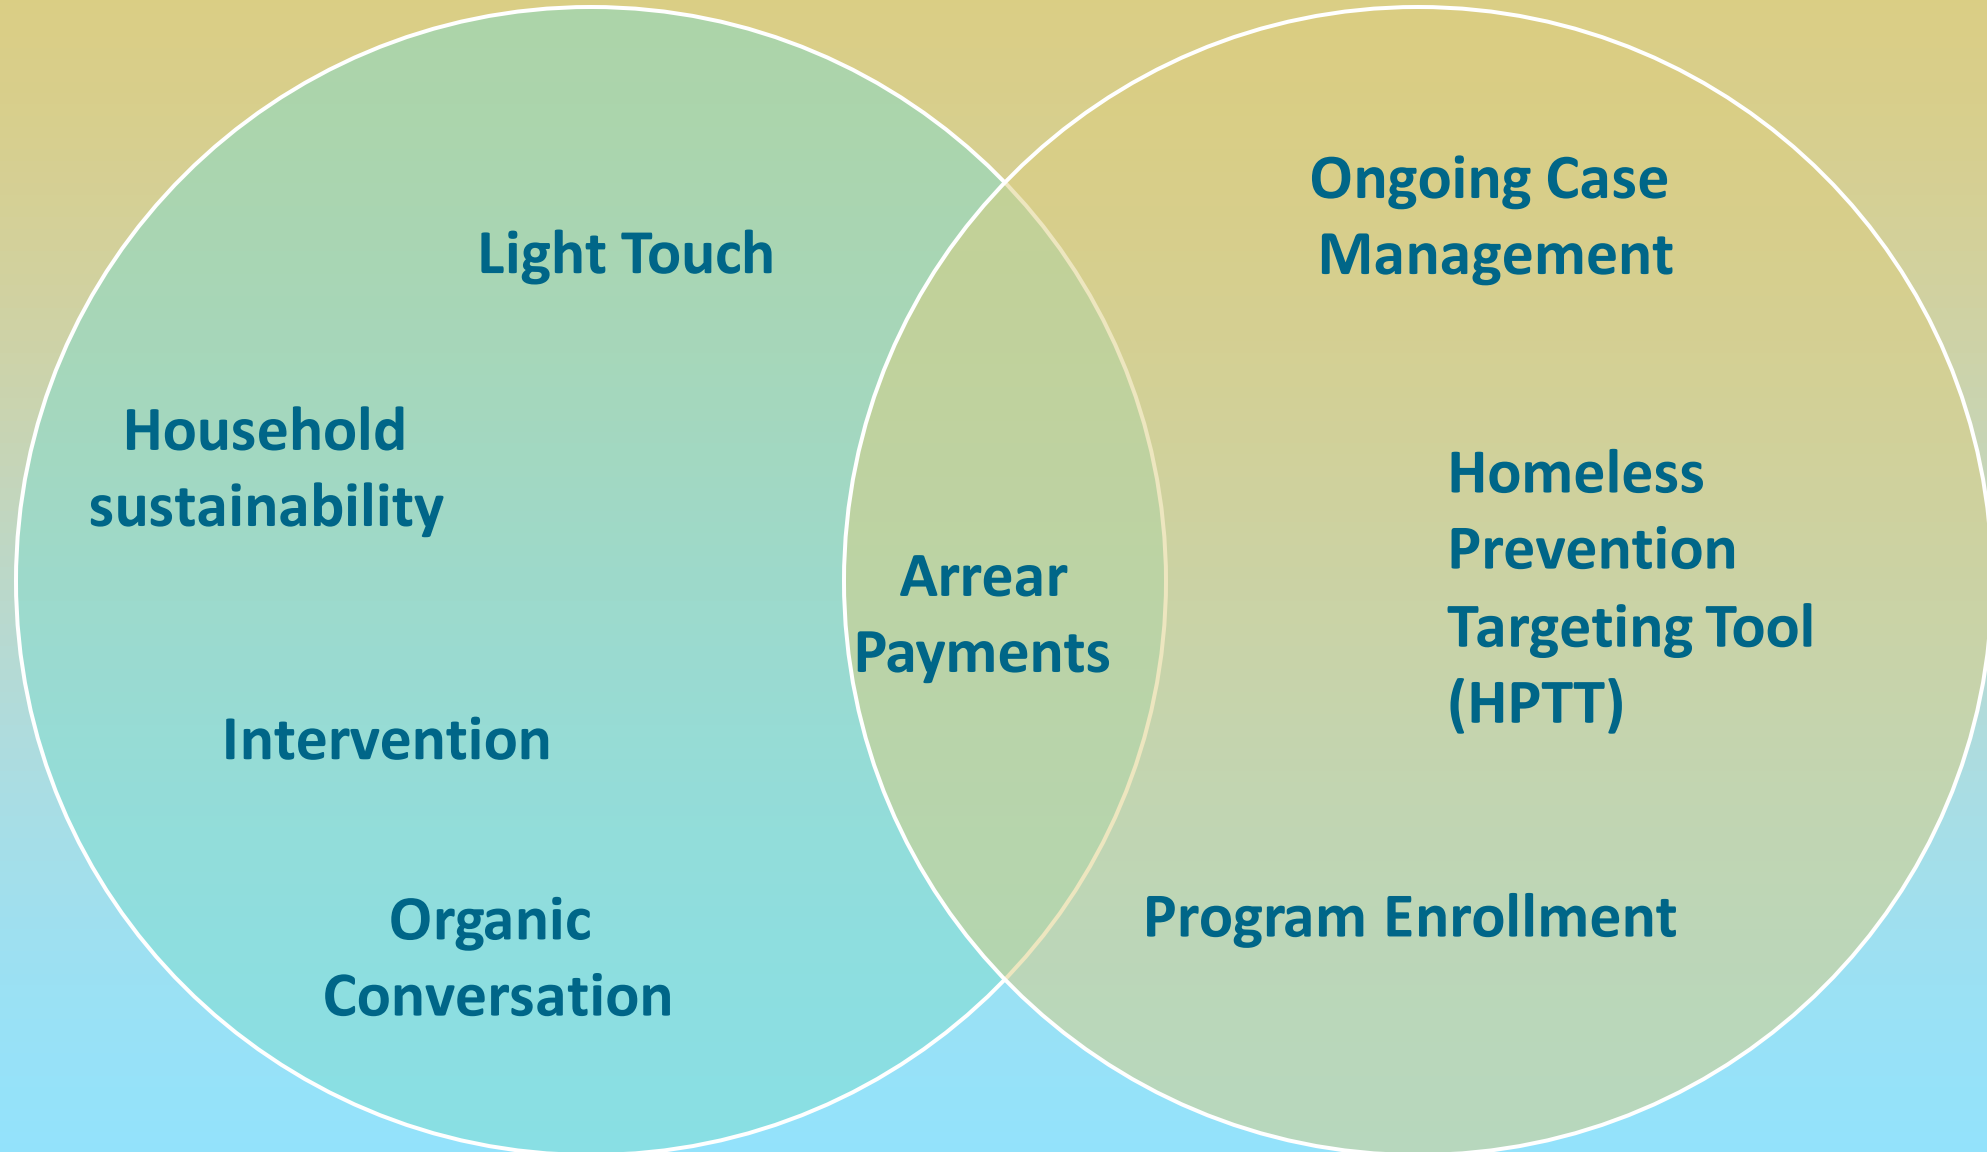 Light Touch
Household
sustainability
Intervention
Organic
Conversation
Arrear
Payments
Ongoing Case
Management
Homeless
Prevention
Targeting Tool
(HPTT)
Program Enrollment